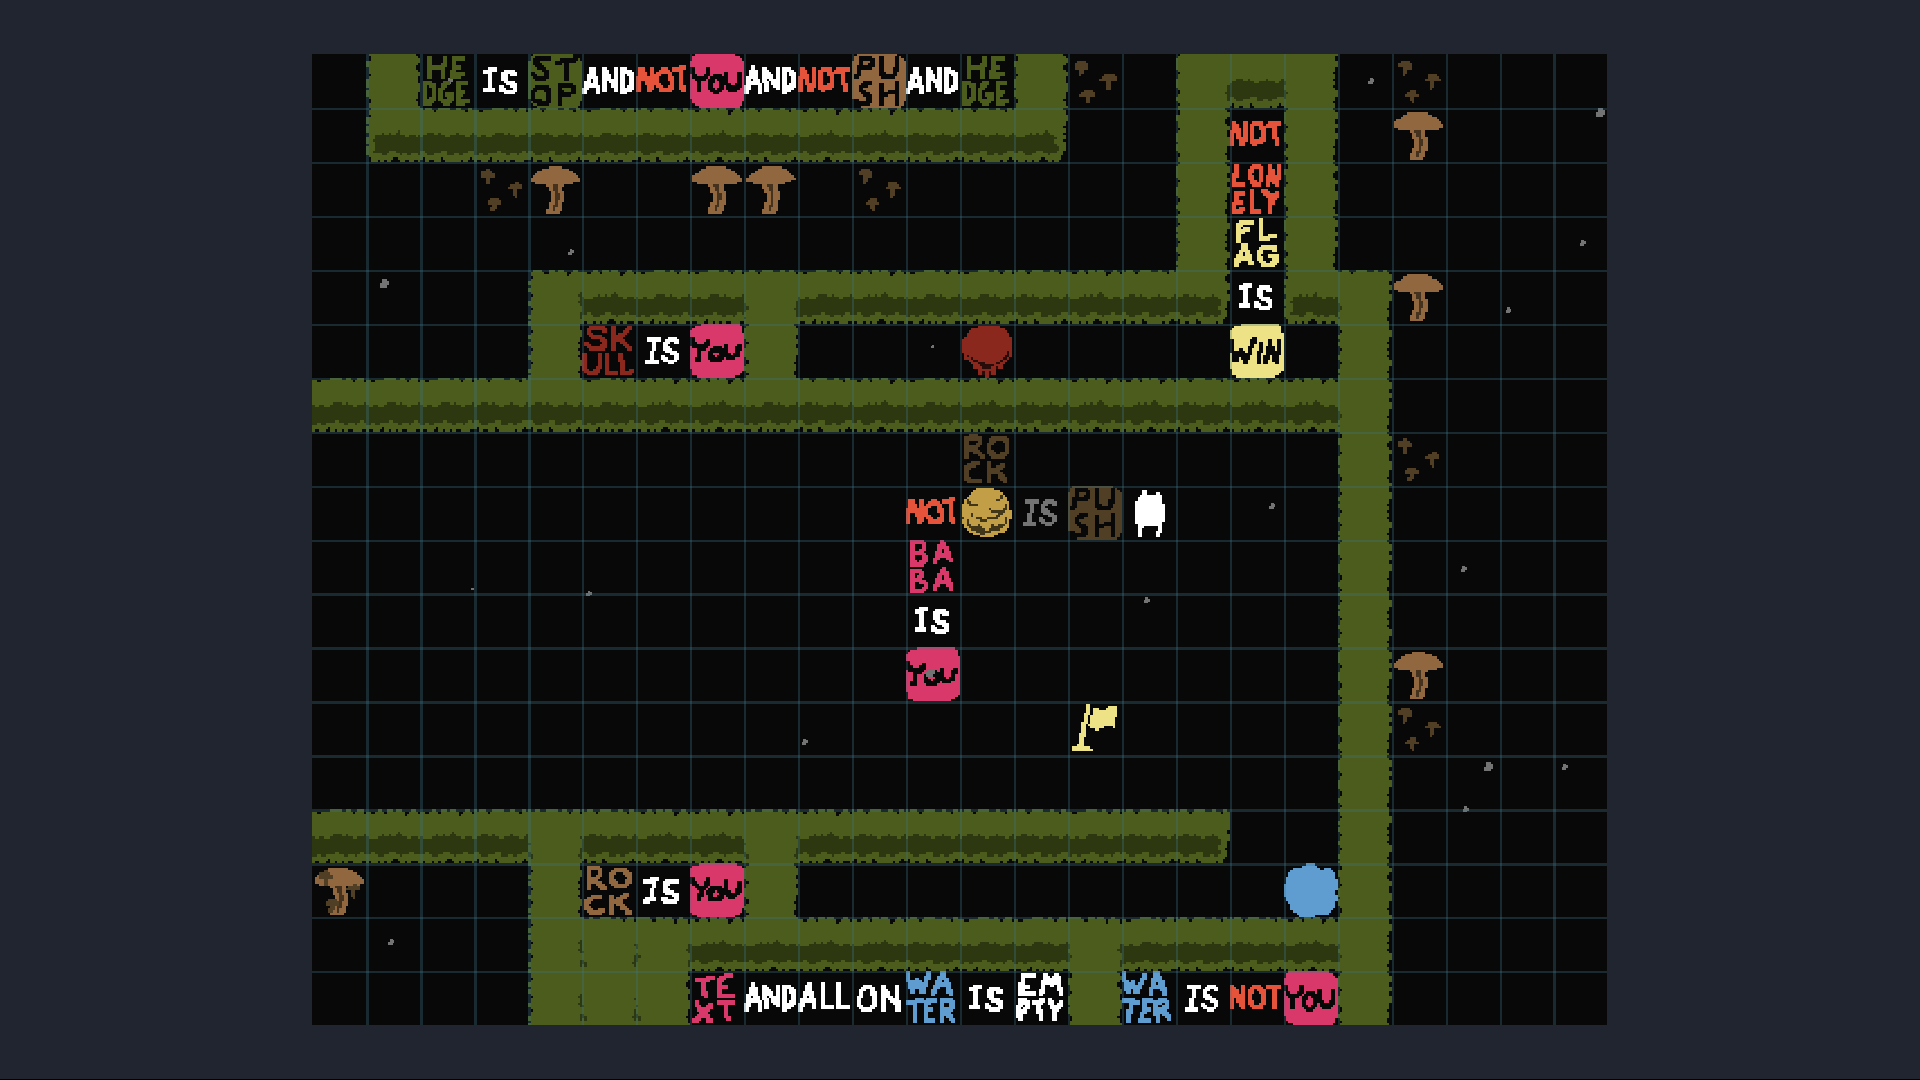 HEDGE IS STOP AND NOT YOU AND NOT PUSH AND HEDGE
NOT
LONELY
FLAG
IS
SKULL IS YOU
WIN
ROCK
NOT IS PUSH
BABA
IS
YOU
ROCK IS YOU
TEXT AND ALL ON WATER IS EMPTY WATER IS NOT YOU